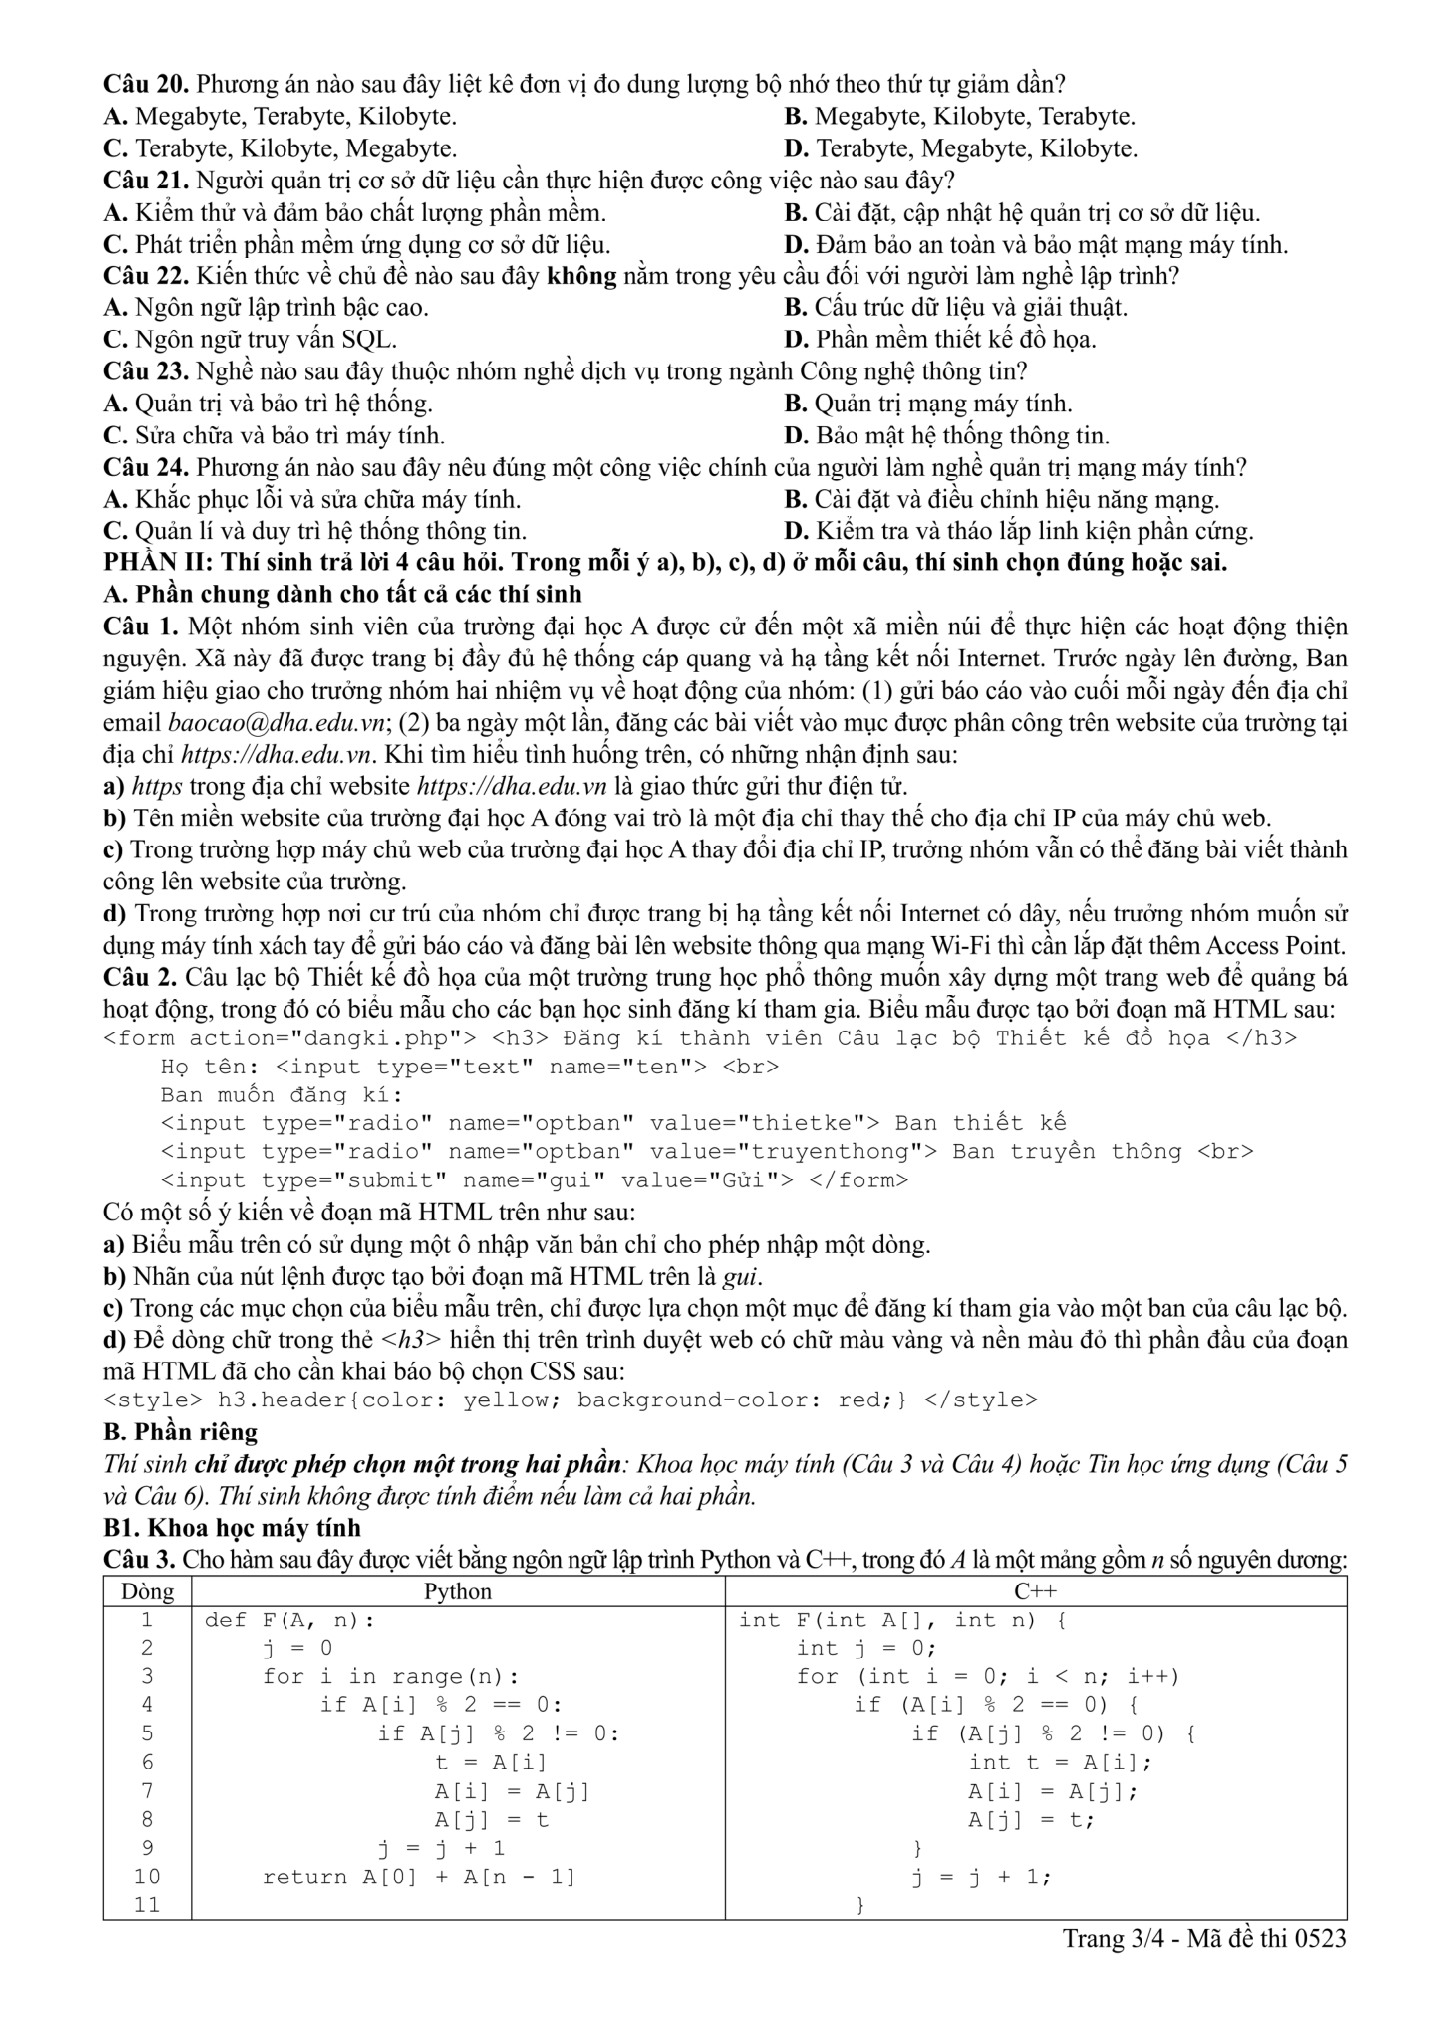 Câu 20. Phương án nào sau đây liệt kê đơn vị đo dung lượng bộ nhớ theo thứ tự giảm dần?
A. Megabyte, Terabyte, Kilobyte. B. Megabyte, Kilobyte, Terabyte.
C. Terabyte, Kilobyte, Megabyte. D. Terabyte, Megabyte, Kilobyte.
Câu 21. Người quản trị cơ sở dữ liệu cần thực hiện được công việc nào sau đây?
A. Kiểm thử và đảm bảo chất lượng phần mềm. B. Cài đặt, cập nhật hệ quản trị cơ sở dữ liệu.
C. Phát triển phần mềm ứng dụng cơ sở dữ liệu. D. Đảm bảo an toàn và bảo mật mạng máy tính.
Câu 22. Kiến thức về chủ đề nào sau đây không nằm trong yêu cầu đối với người làm nghề lập trình?
A. Ngôn ngữ lập trình bậc cao. B. Cấu trúc dữ liệu và giải thuật.
C. Ngôn ngữ truy vấn SQL. D. Phần mềm thiết kế đồ họa.
Câu 23. Nghề nào sau đây thuộc nhóm nghề dịch vụ trong ngành Công nghệ thông tin?
A. Quản trị và bảo trì hệ thống. B. Quản trị mạng máy tính.
C. Sửa chữa và bảo trì máy tính. D. Bảo mật hệ thống thông tin.
Câu 24. Phương án nào sau đây nêu đúng một công việc chính của người làm nghề quản trị mạng máy tính?
A. Khắc phục lỗi và sửa chữa máy tính. B. Cài đặt và điều chỉnh hiệu năng mạng.
C. Quản lí và duy trì hệ thống thông tin. D. Kiểm tra và tháo lắp linh kiện phần cứng.
PHẦN II: Thí sinh trả lời 4 câu hỏi. Trong mỗi ý a), b), c), d) ở mỗi câu, thí sinh chọn đúng hoặc sai.
A. Phần chung dành cho tất cả các thí sinh
Câu 1. Một nhóm sinh viên của trường đại học A được cử đến một xã miền núi để thực hiện các hoạt động thiện
nguyện. Xã này đã được trang bị đầy đủ hệ thống cáp quang và hạ tầng kết nối Internet. Trước ngày lên đường, Ban
giám hiệu giao cho trưởng nhóm hai nhiệm vụ về hoạt động của nhóm: (1) gửi báo cáo vào cuối mỗi ngày đến địa chỉ
email baocao@dha.edu.vn; (2) ba ngày một lần, đăng các bài viết vào mục được phân công trên website của trường tại
địa chỉ https://dha.edu.vn. Khi tìm hiểu tình huống trên, có những nhận định sau:
a) https trong địa chỉ website https://dha.edu.vn là giao thức gửi thư điện tử.
b) Tên miền website của trường đại học A đóng vai trò là một địa chỉ thay thế cho địa chỉ IP của máy chủ web.
c) Trong trường hợp máy chủ web của trường đại học A thay đổi địa chỉ IP, trưởng nhóm vẫn có thể đăng bài viết thành
công lên website của trường.
d) Trong trường hợp nơi cư trú của nhóm chỉ được trang bị hạ tầng kết nối Internet có dây, nếu trưởng nhóm muốn sử
dụng máy tính xách tay để gửi báo cáo và đăng bài lên website thông qua mạng Wi-Fi thì cần lắp đặt thêm Access Point.
Câu 2. Câu lạc bộ Thiết kế đồ họa của một trường trung học phổ thông muốn xây dựng một trang web để quảng bá
hoạt động, trong đó có biểu mẫu cho các bạn học sinh đăng kí tham gia. Biểu mẫu được tạo bởi đoạn mã HTML sau:
<form action="dangki.php"> <h3> Đăng kí thành viên Câu lạc bộ Thiết kế đồ họa </h3>
Họ tên: <input type="text" name="ten"> <br>
Ban muốn đăng kí:
<input type="radio" name="optban" value="thietke"> Ban thiết kế
<input type="radio" name="optban" value="truyenthong"> Ban truyền thông <br>
<input type="submit" name="gui" value="Gửi"> </form>
Có một số ý kiến về đoạn mã HTML trên như sau:
a) Biểu mẫu trên có sử dụng một ô nhập văn bản chỉ cho phép nhập một dòng.
b) Nhãn của nút lệnh được tạo bởi đoạn mã HTML trên là gui.
c) Trong các mục chọn của biểu mẫu trên, chỉ được lựa chọn một mục để đăng kí tham gia vào một ban của câu lạc bộ.
d) Để dòng chữ trong thẻ <h3> hiển thị trên trình duyệt web có chữ màu vàng và nền màu đỏ thì phần đầu của đoạn
mã HTML đã cho cần khai báo bộ chọn CSS sau:
<style> h3.header{color: yellow; background-color: red;} </style>
B. Phần riêng
Thí sinh chỉ được phép chọn một trong hai phần: Khoa học máy tính (Câu 3 và Câu 4) hoặc Tin học ứng dụng (Câu 5
và Câu 6). Thí sinh không được tính điểm nếu làm cả hai phần.
B1. Khoa học máy tính
Câu 3. Cho hàm sau đây được viết bằng ngôn ngữ lập trình Python và C++, trong đó A là một mảng gồm n số nguyên dương:
Dòng Python C++
1 def F(A, n): int F(int A[], int n) {
2 j = 0 int j = 0;
3 for i in range(n): for (int i = 0; i < n; i++)
4 if A[i] % 2 == 0: if (A[i] % 2 == 0) {
5 if A[j] % 2 != 0: if (A[j] % 2 != 0) {
6 t = A[i] int t = A[i];
7 A[i] = A[j] A[i] = A[j];
8 A[j] = t A[j] = t;
9 j = j + 1 }
10 return A[0] + A[n - 1] j = j + 1;
11 }
Trang 3/4 - Mã đề thi 0523